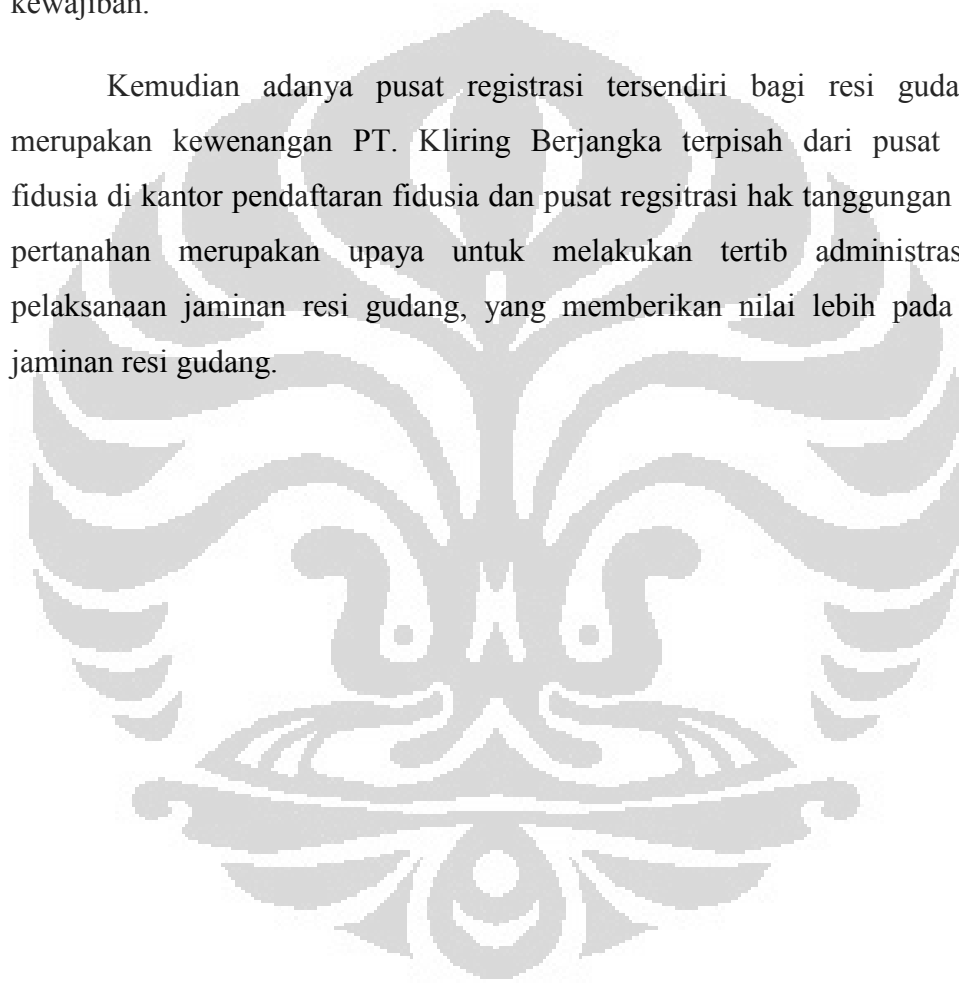 kewajiban.
Kemudian adanya pusat registrasi tersendiri bagi resi guda
merupakan kewenangan PT. Kliring Berjangka terpisah dari pusat
fidusia di kantor pendaftaran fidusia dan pusat regsitrasi hak tanggungan
pertanahan merupakan upaya untuk melakukan tertib administras
pelaksanaan jaminan resi gudang, yang memberikan nilai lebih pada
jaminan resi gudang.